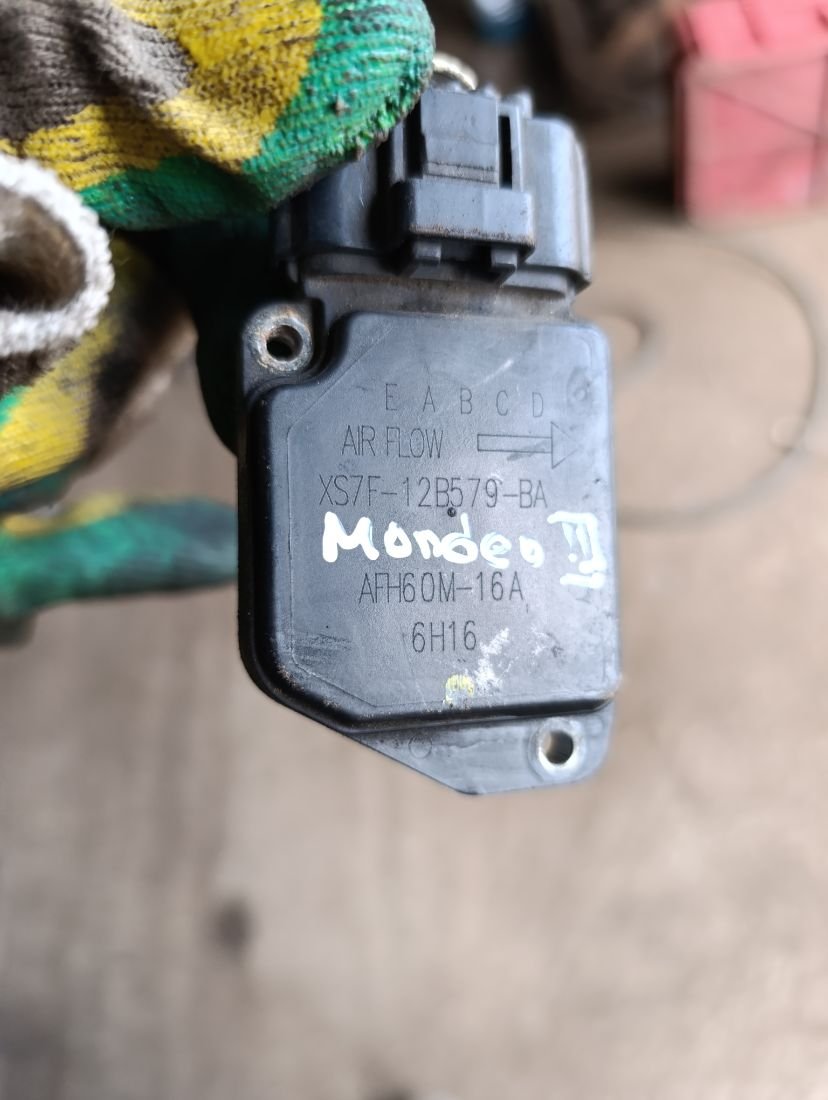 E A B C D
AIR FLOW
XS7F-12B579-BA
Mondeo III
AFH60M-16A
6H16